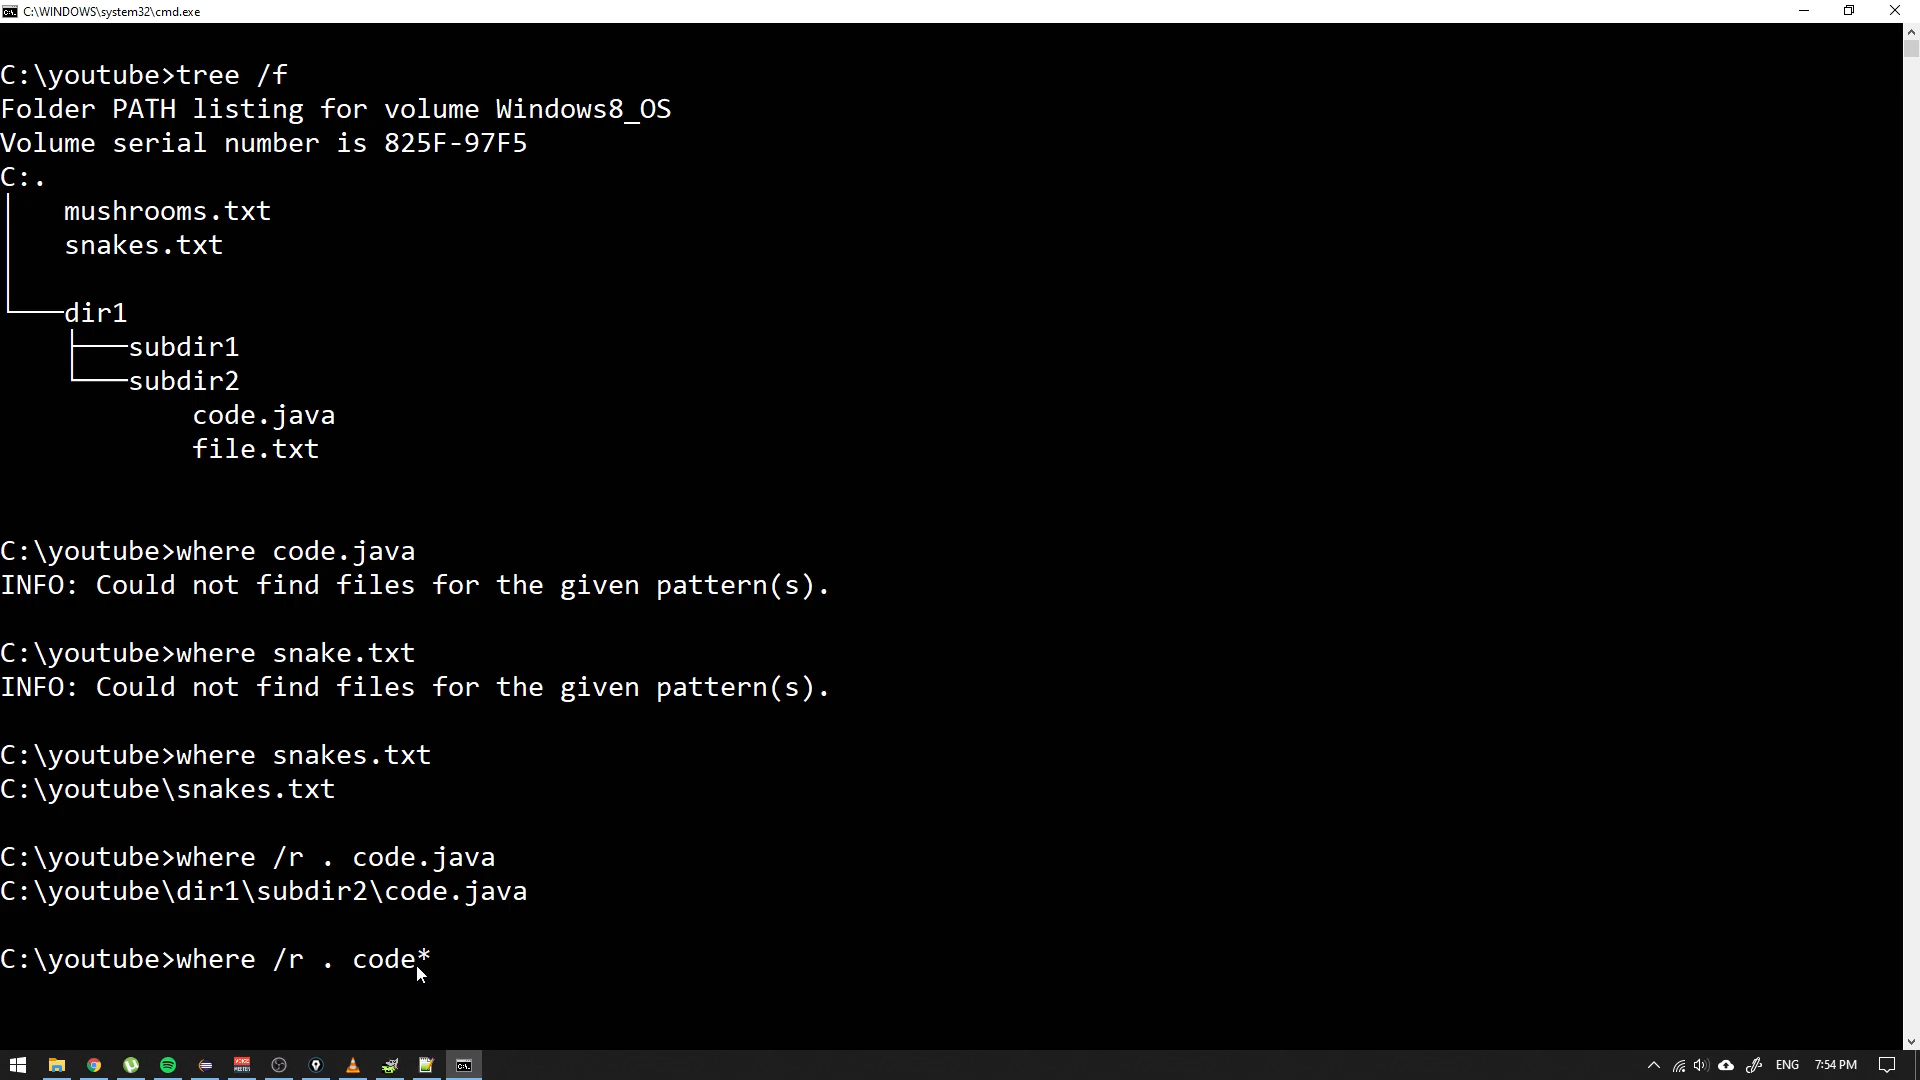 C:\WINDOWS\system32\cmd.exe
C:\youtube>tree /f
Folder PATH listing for volume Windows8_OS
Volume serial number is 825F-97F5
C:.
mushrooms.txt
snakes.txt
dir1
subdir1
subdir2
code.java
file.txt
C:\youtube>where code.java
INFO: Could not find files for the given pattern(s).
C:\youtube>where snake.txt
INFO: Could not find files for the given pattern(s).
C:\youtube>where snakes.txt
C:\youtube\snakes.txt
C:\youtube>where /r . code.java
C:\youtube\dir1\subdir2\code.java
C:\youtube>where /r . code*
ENG 7:54 PM